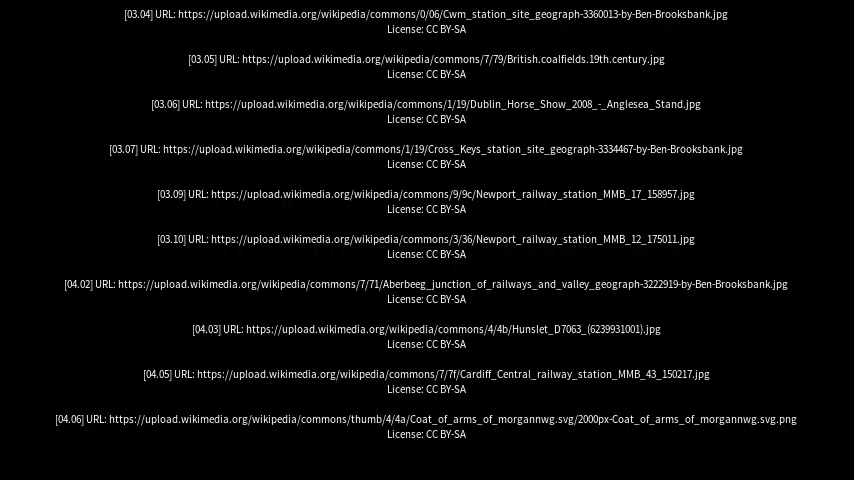 [03.04] URL: https://upload.wikimedia.org/wikipedia/commons/0/06/Cwm_station_site_geograph-3360013-by-Ben-Brooksbank.jpg
License: CC BY-SA
[03.05] URL: https://upload.wikimedia.org/wikipedia/commons/7/79/British.coalfields.19th.century.jpg
License: CC BY-SA
[03.06] URL: https://upload.wikimedia.org/wikipedia/commons/1/19/Dublin_Horse_Show_2008_-_Anglesea_Stand.jpg
License: CC BY-SA
[03.07] URL: https://upload.wikimedia.org/wikipedia/commons/1/19/Cross_Keys_station_site_geograph-3334467-by-Ben-Brooksbank.jpg
License: CC BY-SA
[03.09] URL: https://upload.wikimedia.org/wikipedia/commons/9/9c/Newport_railway_station_MMB_17_158957.jpg
License: CC BY-SA
[03.10] URL: https://upload.wikimedia.org/wikipedia/commons/3/36/Newport_railway_station_MMB_12_175011.jpg
License: CC BY-SA
[04.02] URL: https://upload.wikimedia.org/wikipedia/commons/7/71/Aberbeeg_junction_of_railways_and_valley_geograph-3222919-by-Ben-Brooksbank.jpg
License: CC BY-SA
[04.03] URL: https://upload.wikimedia.org/wikipedia/commons/4/4b/Hunslet_D7063_(6239931001).jpg
License: CC BY-SA
[04.05] URL: https://upload.wikimedia.org/wikipedia/commons/7/7f/Cardiff_Central_railway_station_MMB_43_150217.jpg
License: CC BY-SA
[04.06] URL: https://upload.wikimedia.org/wikipedia/commons/thumb/4/4a/Coat_of_arms_of_morgannwg.svg/2000px-Coat_of_arms_of_morgannwg.svg.png
License: CC BY-SA